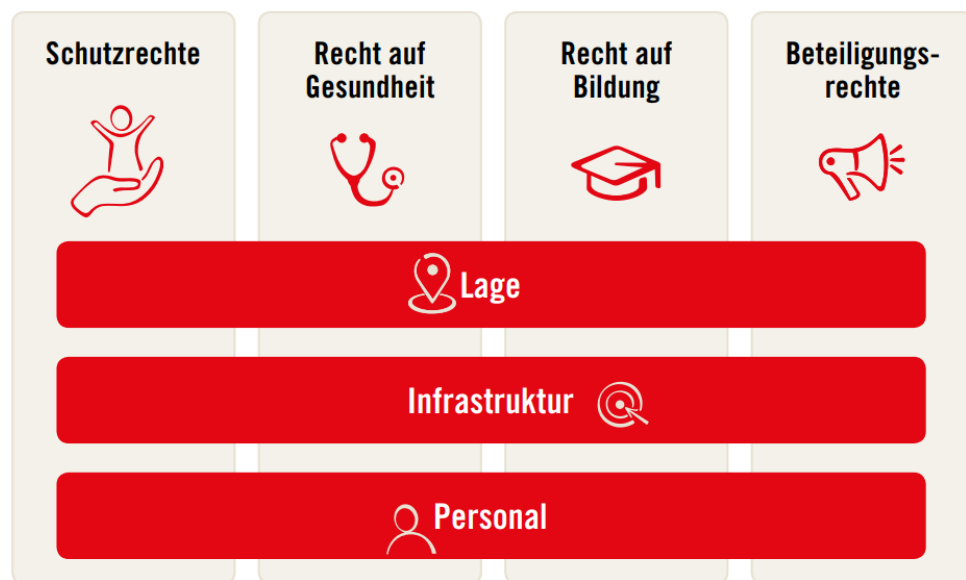 Schutzrechte
Recht auf
Gesundheit
Recht auf
Bildung
Beteiligungs-
rechte
Lage
Infrastruktur
Personal